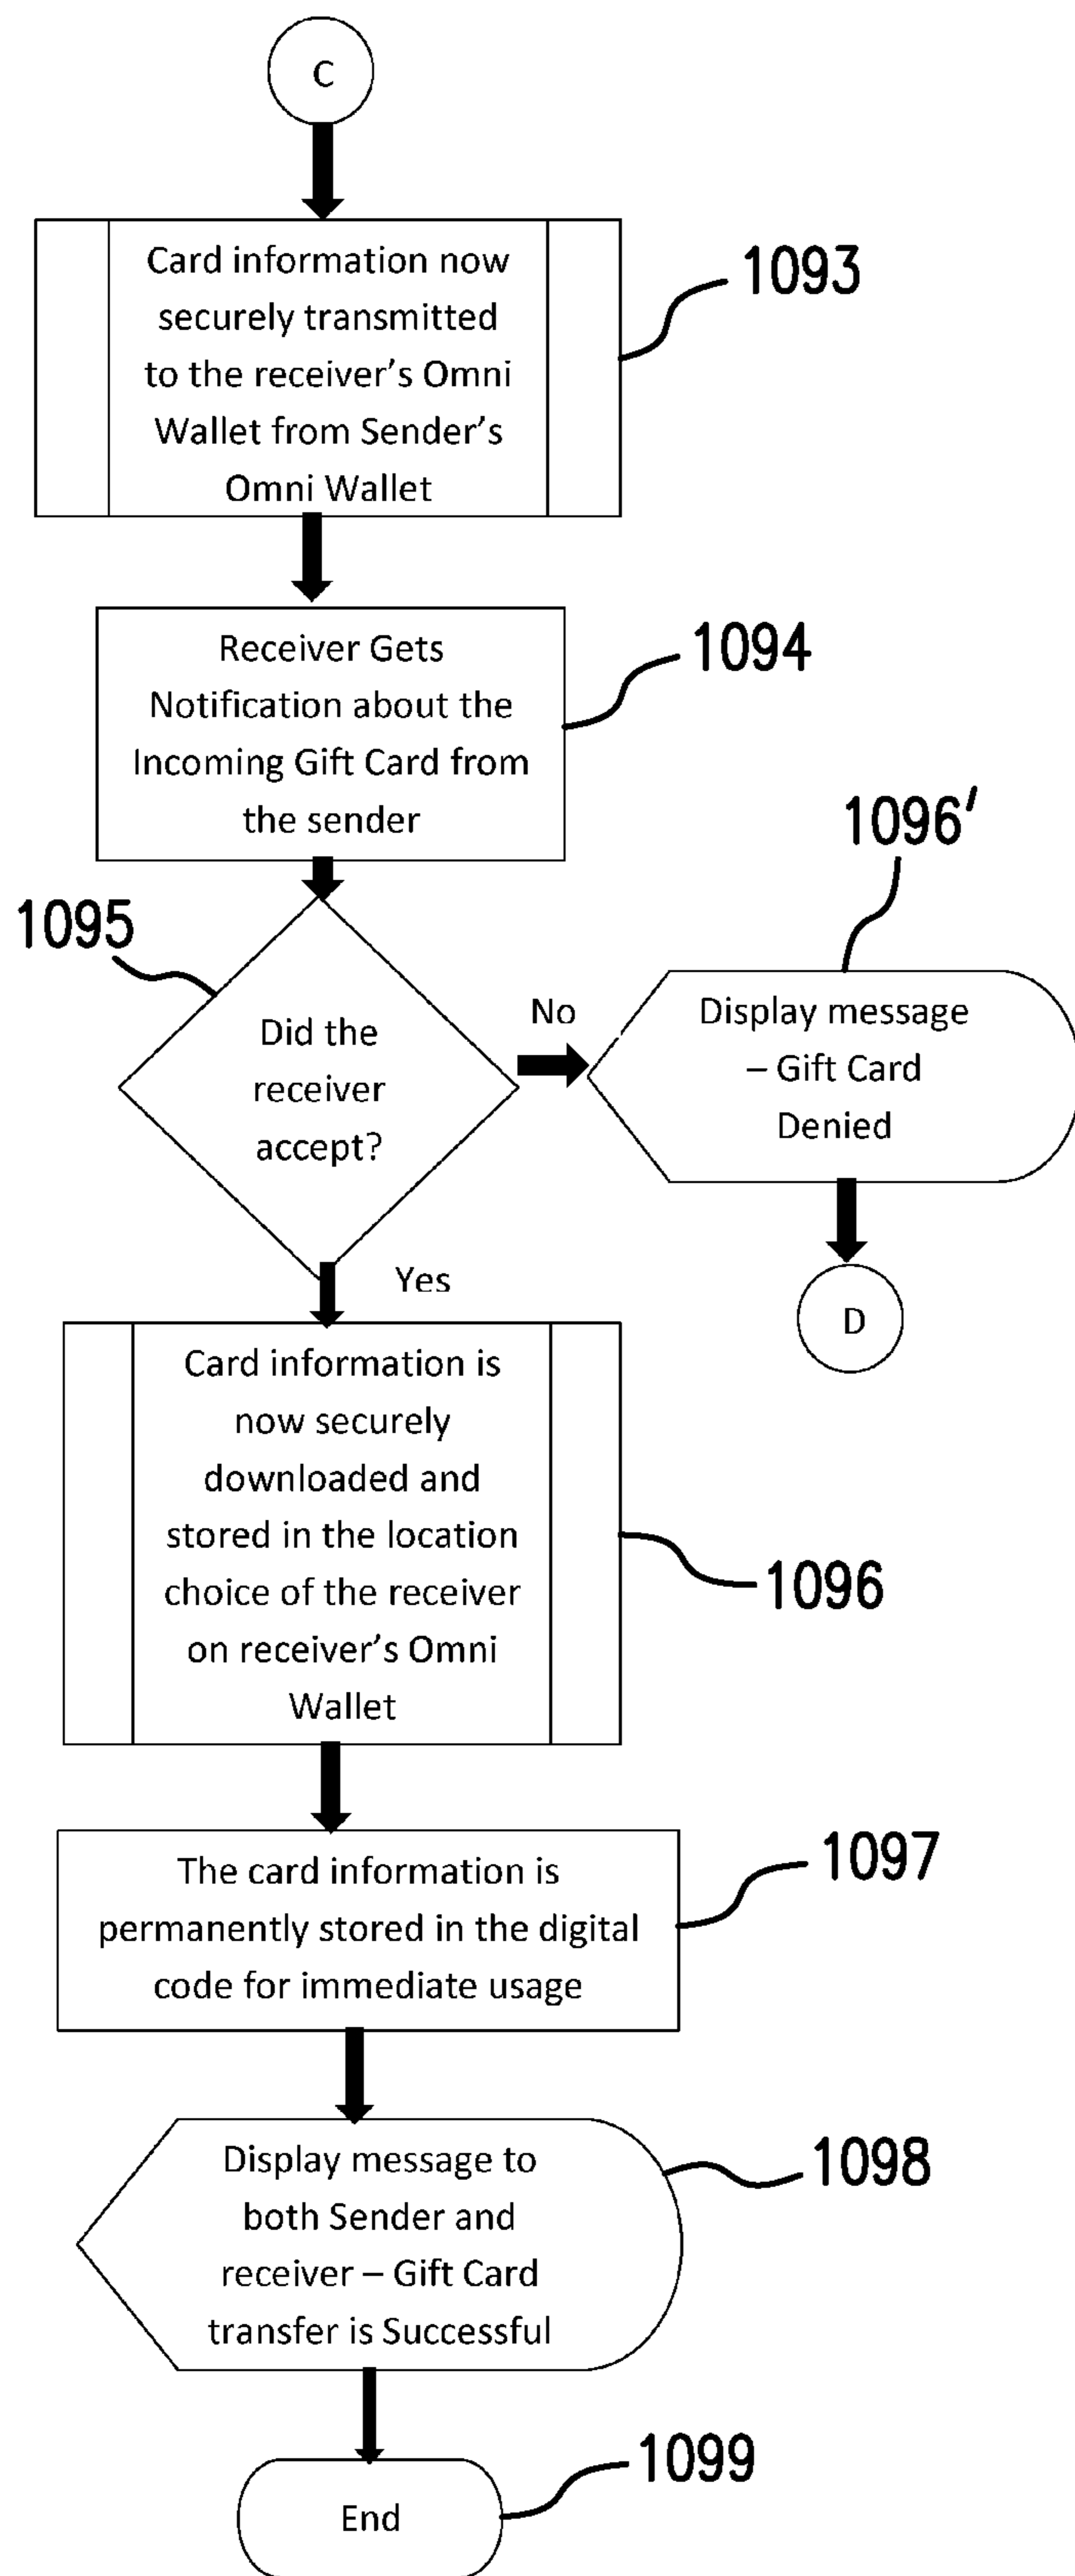 C
Card information now
securely transmitted
to the receiver’s Omni
Wallet from Sender’s
Omni Wallet
1093
Receiver Gets
Notification about the
Incoming Gift Card from
the sender
1094
1095
Did the
receiver
accept?
No
1096′
Display message
– Gift Card
Denied
D
Yes
Card information is
now securely
downloaded and
stored in the location
choice of the receiver
on receiver’s Omni
Wallet
1096
The card information is
permanently stored in the digital
code for immediate usage
1097
Display message to
both Sender and
receiver – Gift Card
transfer is Successful
1098
End
1099